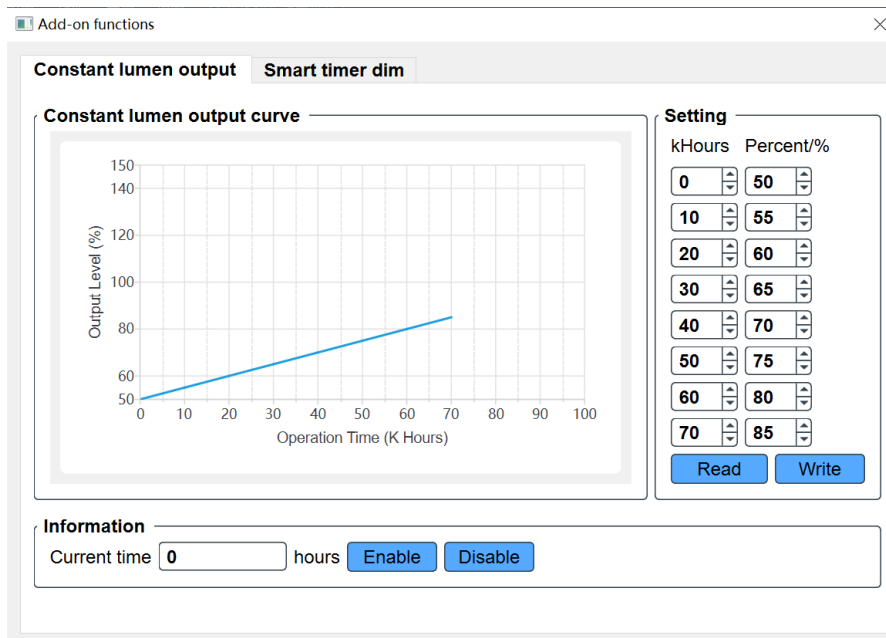 Add-on functions
Constant lumen output
Smart timer dim
Constant lumen output curve
150
140
120
100
80
60
50
Output Level (%)
0 10 20 30 40 50 60 70 80 90 100
Operation Time (K Hours)
Setting
kHours Percent/%
0 50
10 55
20 60
30 65
40 70
50 75
60 80
70 85
Read Write
Information
Current time 0 hours Enable Disable